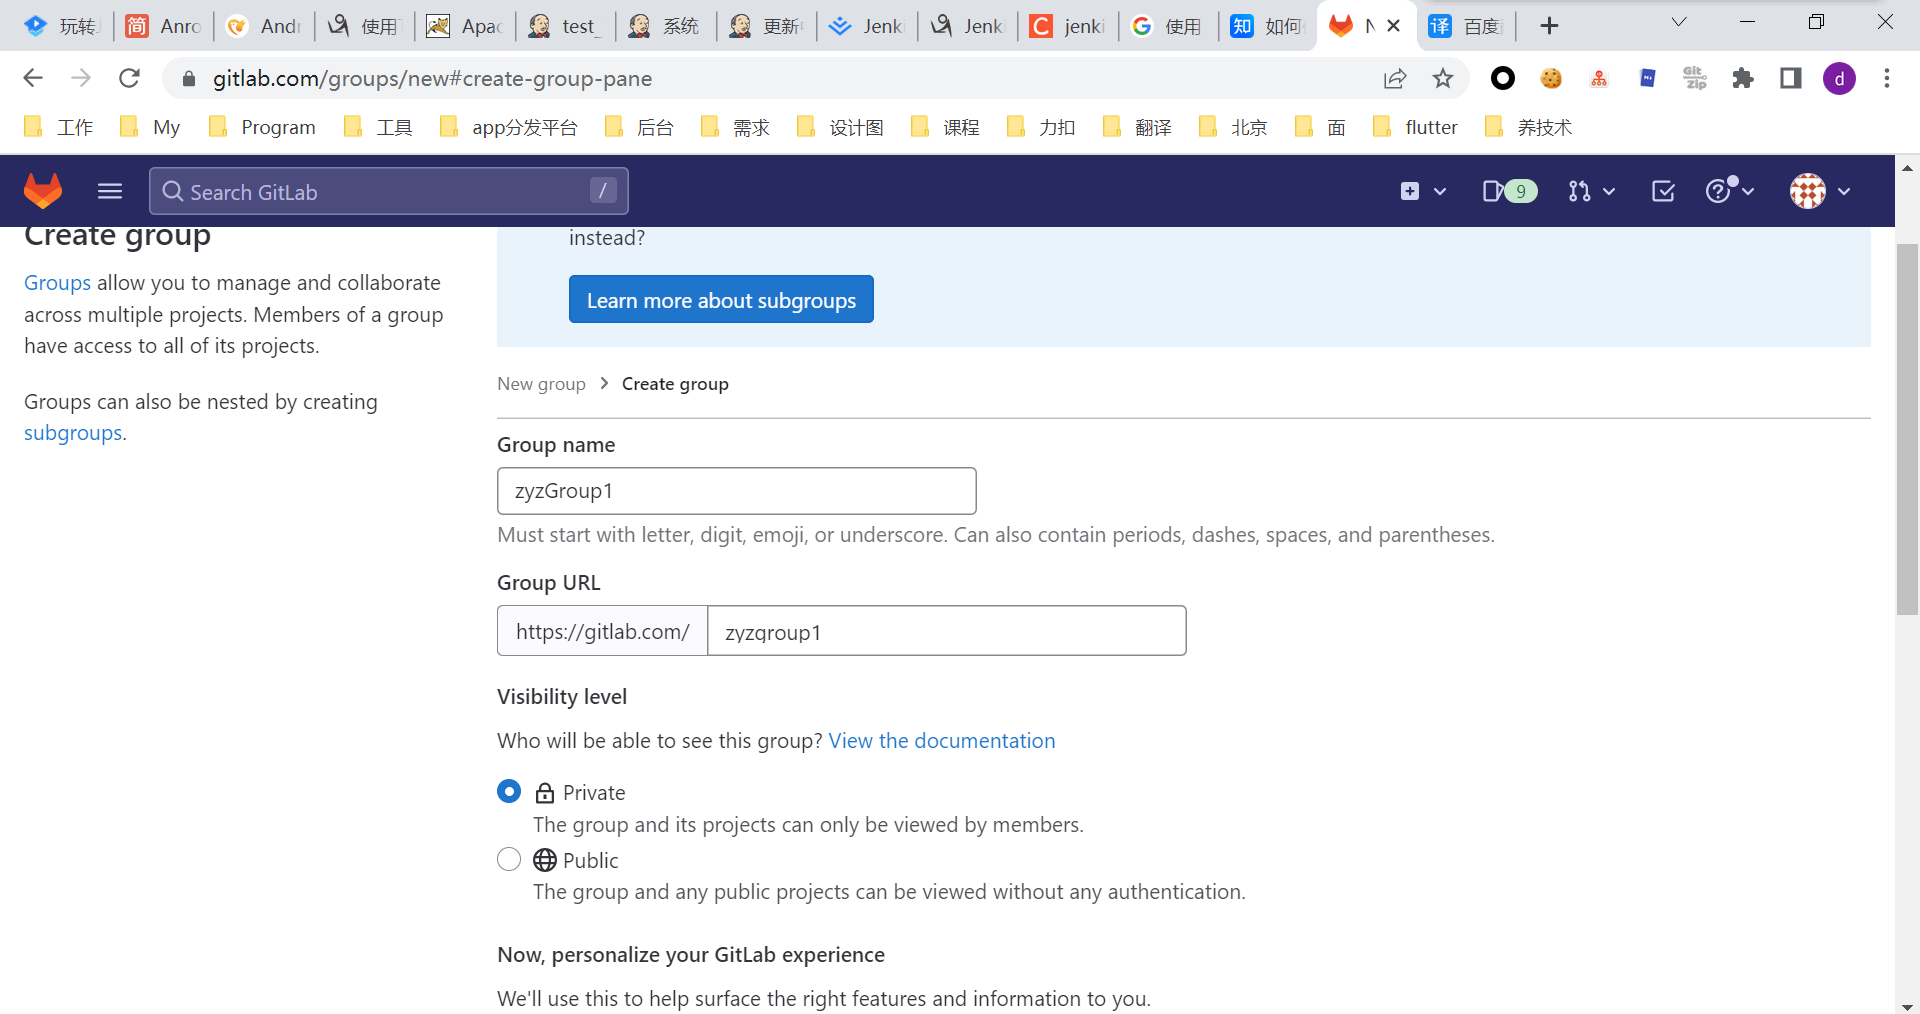 玩转 Anro Andr 使用 Apac test_ 系统 更新 Jenki Jenki jenki 使用 如何 百度
gitlab.com/groups/new#create-group-pane
工作 My Program 工具 app分发平台 后台 需求 设计图 课程 力扣 翻译 北京 面 flutter 养技术
Search GitLab / 9
Create group
Groups allow you to manage and collaborate
across multiple projects. Members of a group
have access to all of its projects.
Groups can also be nested by creating
subgroups.
instead?
Learn more about subgroups
New group > Create group
Group name
zyzGroup1
Must start with letter, digit, emoji, or underscore. Can also contain periods, dashes, spaces, and parentheses.
Group URL
https://gitlab.com/ zyzgroup1
Visibility level
Who will be able to see this group? View the documentation
Private
The group and its projects can only be viewed by members.
Public
The group and any public projects can be viewed without any authentication.
Now, personalize your GitLab experience
We'll use this to help surface the right features and information to you.